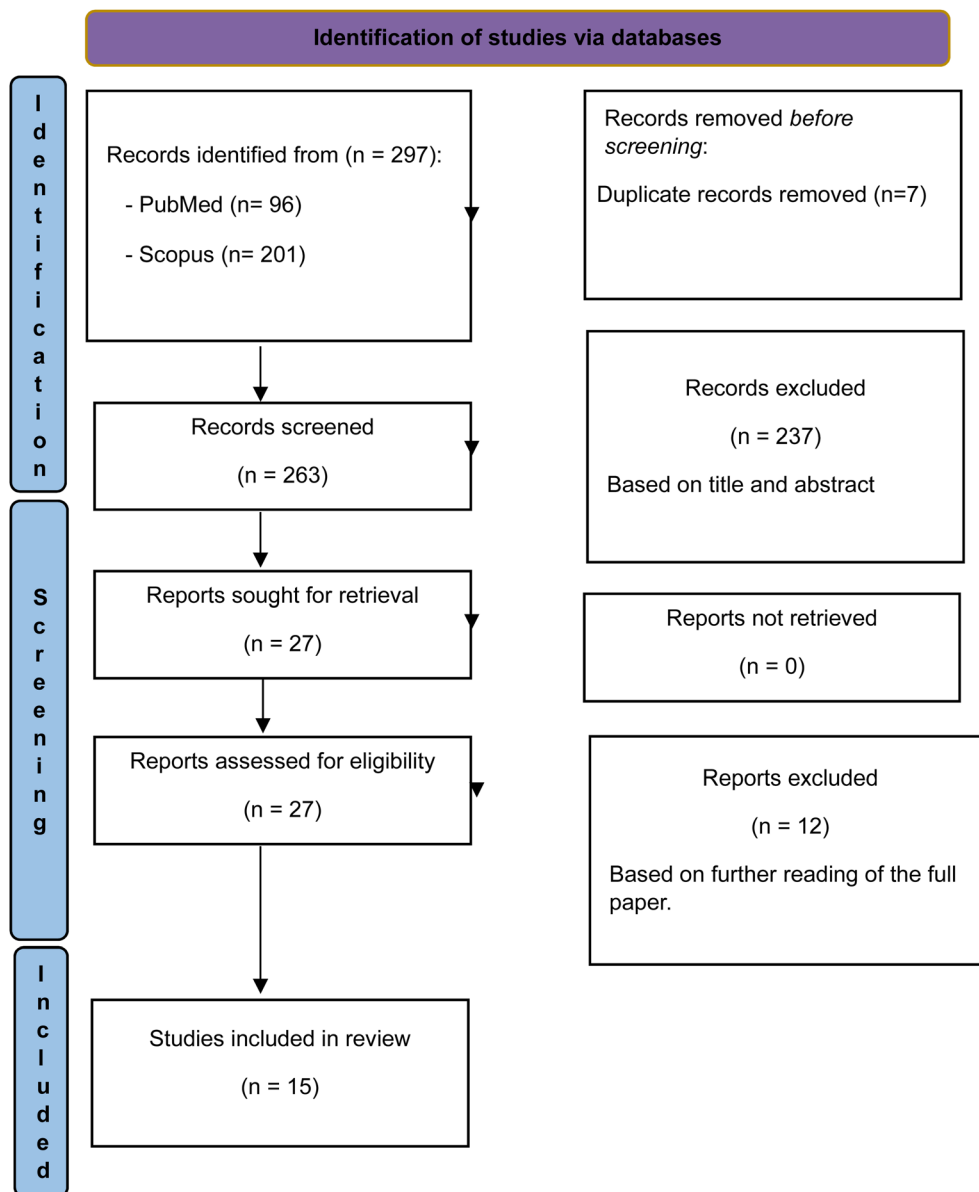 Identification of studies via databases
Identification
Records identified from (n = 297):
- PubMed (n= 96)
- Scopus (n= 201)
Records removed before
screening:
Duplicate records removed (n=7)
Records screened
(n = 263)
Records excluded
(n = 237)
Based on title and abstract
Screening
Reports sought for retrieval
(n = 27)
Reports not retrieved
(n = 0)
Reports assessed for eligibility
(n = 27)
Reports excluded
(n = 12)
Based on further reading of the full
paper.
Included
Studies included in review
(n = 15)